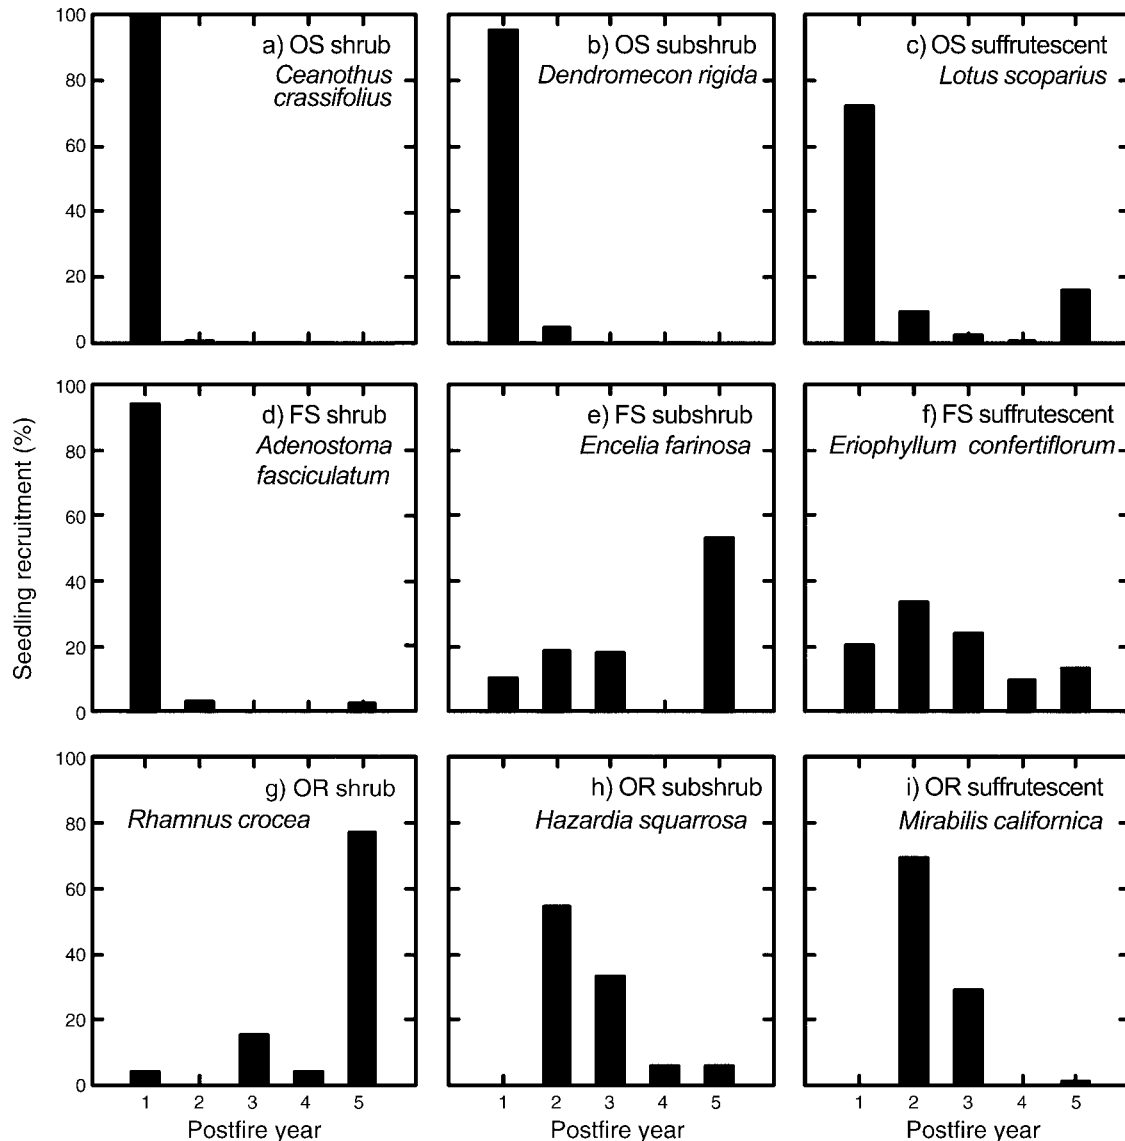 a) OS shrub
Ceanothus
crassifolius
b) OS subshrub
Dendromecon rigida
c) OS suffrutescent
Lotus scoparius
100
80
60
40
20
0
d) FS shrub
Adenostoma
fasciculatum
e) FS subshrub
Encelia farinosa
f) FS suffrutescent
Eriophyllum confertiflorum
100
80
60
40
20
0
Seedling recruitment (%)
g) OR shrub
Rhamnus crocea
h) OR subshrub
Hazardia squarrosa
i) OR suffrutescent
Mirabilis californica
100
80
60
40
20
0
1 2 3 4 5
1 2 3 4 5
1 2 3 4 5
Postfire year
Postfire year
Postfire year